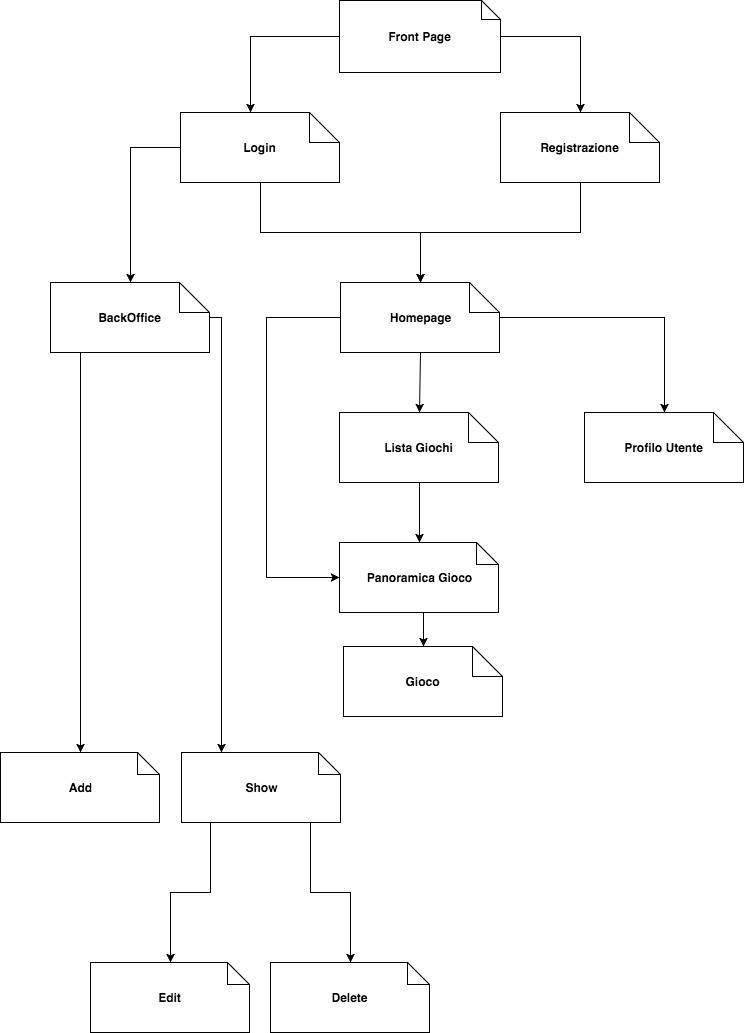 Front Page
Login
Registrazione
BackOffice
Homepage
Lista Giochi
Profilo Utente
Panoramica Gioco
Gioco
Add
Show
Edit
Delete